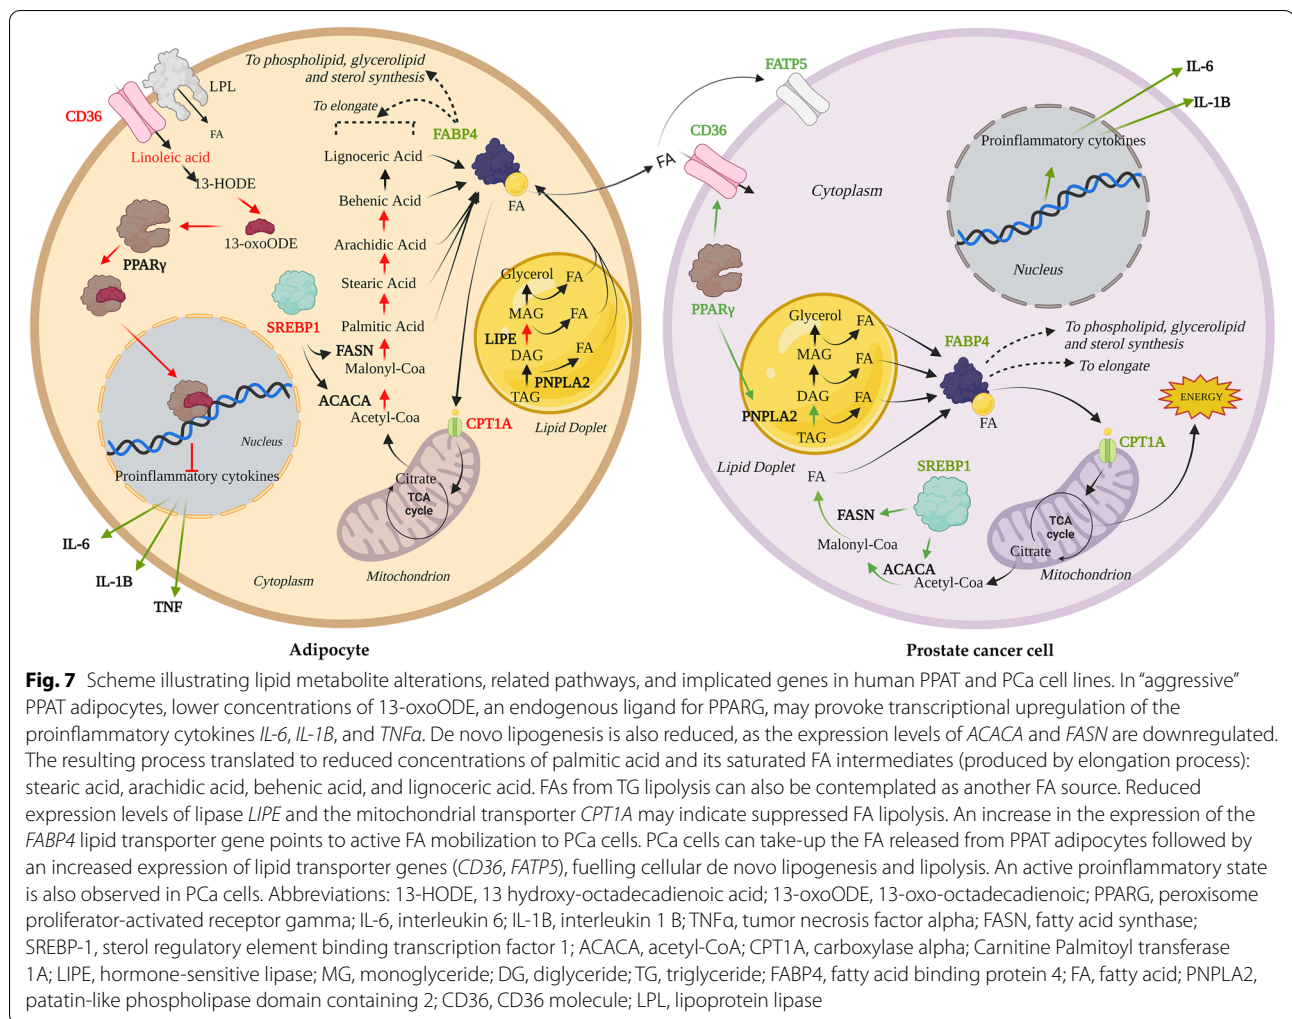 To phospholipid, glycerolipid
and sterol synthesis
To elongate
LPL
FA
CD36
Linoleic acid
13-HODE
13-oxoODE
PPARγ
SREBP1
FASN
ACACA
FABP4
FA
Lignoceric Acid
Behenic Acid
Arachidic Acid
Stearic Acid
Palmitic Acid
Malonyl-Coa
Acetyl-Coa
Glycerol
FA
MAG
FA
LIPE
DAG
FA
PNPLA2
TAG
Lipid Doplet
CPT1A
Citrate
TCA
cycle
Mitochondrion
Nucleus
Proinflammatory cytokines
IL-6
IL-1B
TNF
Cytoplasm
Adipocyte
FA
FATP5
CD36
Cytoplasm
PPARγ
IL-6
IL-1B
Proinflammatory cytokines
Nucleus
Glycerol
FA
MAG
FA
DAG
FA
PNPLA2
TAG
Lipid Doplet
FABP4
FA
To phospholipid, glycerolipid
and sterol synthesis
To elongate
ENERGY
CPT1A
FA
SREBP1
FASN
Malonyl-Coa
ACACA
Acetyl-Coa
TCA
cycle
Citrate
Mitochondrion
Prostate cancer cell
Fig. 7 Scheme illustrating lipid metabolite alterations, related pathways, and implicated genes in human PPAT and PCa cell lines. In “aggressive”
PPAT adipocytes, lower concentrations of 13-oxoODE, an endogenous ligand for PPARG, may provoke transcriptional upregulation of the
proinflammatory cytokines IL-6, IL-1B, and TNFα. De novo lipogenesis is also reduced, as the expression levels of ACACA and FASN are downregulated.
The resulting process translated to reduced concentrations of palmitic acid and its saturated FA intermediates (produced by elongation process):
stearic acid, arachidic acid, behenic acid, and lignoceric acid. FAs from TG lipolysis can also be contemplated as another FA source. Reduced
expression levels of lipase LIPE and the mitochondrial transporter CPT1A may indicate suppressed FA lipolysis. An increase in the expression of the
FABP4 lipid transporter gene points to active FA mobilization to PCa cells. PCa cells can take-up the FA released from PPAT adipocytes followed by
an increased expression of lipid transporter genes (CD36, FATP5), fuelling cellular de novo lipogenesis and lipolysis. An active proinflammatory state
is also observed in PCa cells. Abbreviations: 13-HODE, 13 hydroxy-octadecadienoic acid; 13-oxoODE, 13-oxo-octadecadienoic; PPARG, peroxisome
proliferator-activated receptor gamma; IL-6, interleukin 6; IL-1B, interleukin 1 B; TNFα, tumor necrosis factor alpha; FASN, fatty acid synthase;
SREBP-1, sterol regulatory element binding transcription factor 1; ACACA, acetyl-CoA; CPT1A, carboxylase alpha; Carnitine Palmitoyl transferase
1A; LIPE, hormone-sensitive lipase; MG, monoglyceride; DG, diglyceride; TG, triglyceride; FABP4, fatty acid binding protein 4; FA, fatty acid; PNPLA2,
patatin-like phospholipase domain containing 2; CD36, CD36 molecule; LPL, lipoprotein lipase